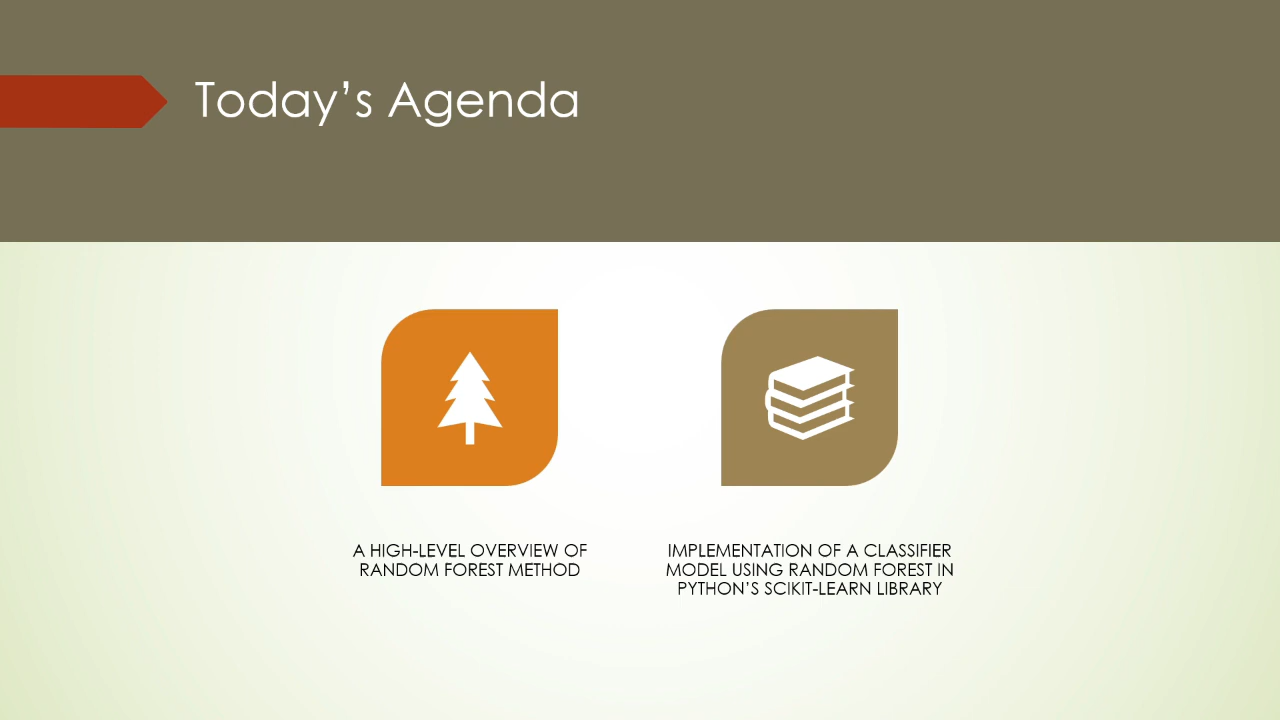 Today’s Agenda
A HIGH-LEVEL OVERVIEW OF
RANDOM FOREST METHOD
IMPLEMENTATION OF A CLASSIFIER
MODEL USING RANDOM FOREST IN
PYTHON’S SCIKIT-LEARN LIBRARY